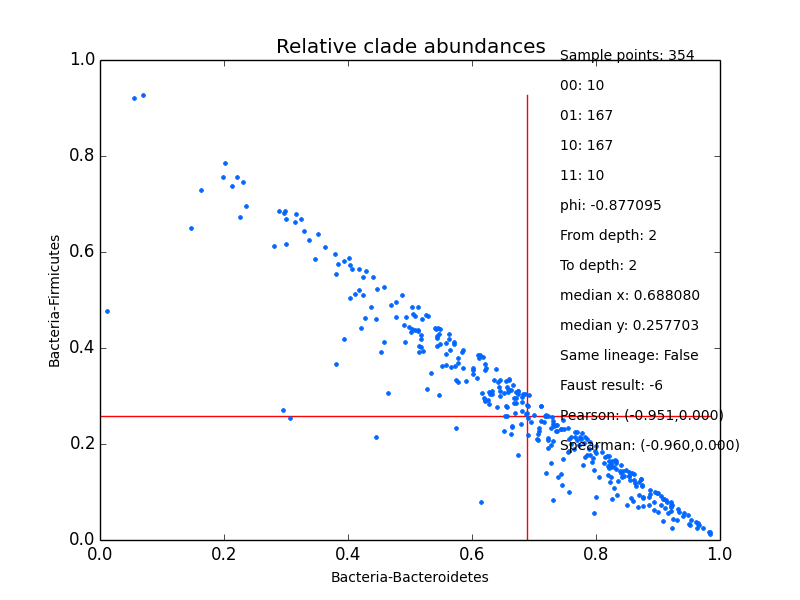 Relative clade abundances
Sample points: 354
00: 10
01: 167
10: 167
11: 10
phi: -0.877095
From depth: 2
To depth: 2
median x: 0.688080
median y: 0.257703
Same lineage: False
Faust result: -6
Pearson: (-0.951,0.000)
Spearman: (-0.960,0.000)
1.0
0.8
0.6
0.4
0.2
0.0
Bacteria-Firmicutes
0.0 0.2 0.4 0.6 0.8 1.0
Bacteria-Bacteroidetes